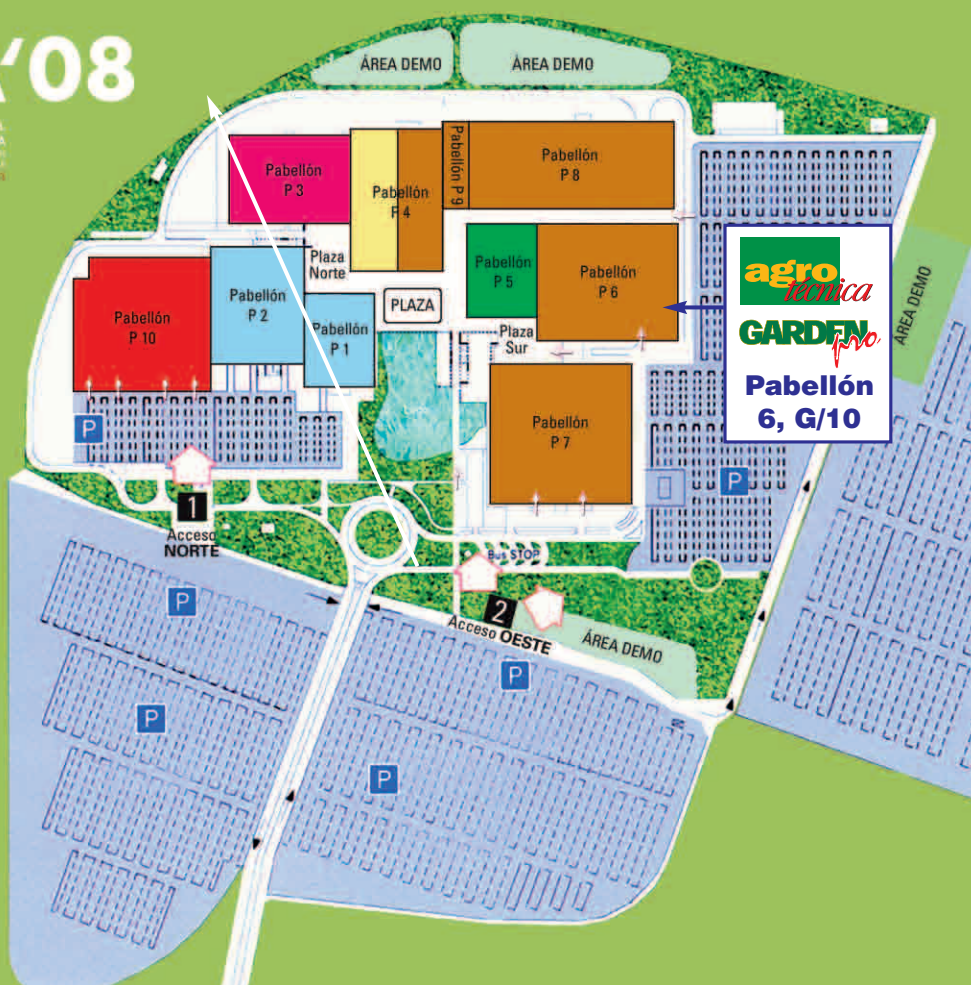 ‘08
ÁREA DEMO
ÁREA DEMO
Pabellón
P 3
Pabellón
P 4
Pabellón P 9
Pabellón
P 8
Plaza
Norte
PLAZA
Pabellón
P 5
Pabellón
P 6
Plaza
Sur
Pabellón
P 10
Pabellón
P 2
Pabellón
P 1
Lago
Pabellón
P 7
agro
técnica
GARDEN
pro
Pabellón
6, G/10
ÁREA DEMO
P
P
1
Acceso
NORTE
Bus STOP
2
Acceso OESTE
ÁREA DEMO
P
P
P
P